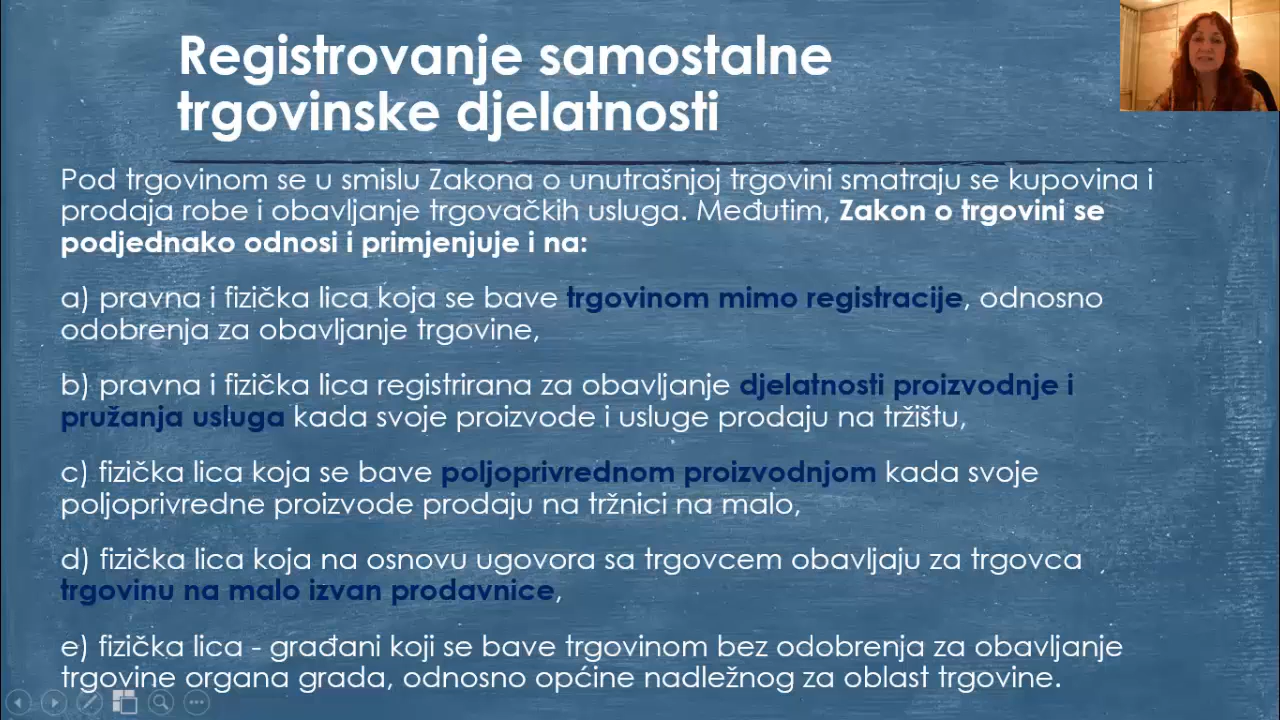 Registrovanje samostalne
trgovinske djelatnosti
Pod trgovinom se u smislu Zakona o unutrašnjoj trgovini smatraju se kupovina i
prodaja robe i obavljanje trgovačkih usluga. Međutim, Zakon o trgovini se
podjednako odnosi i primjenjuje i na:
a) pravna i fizička lica koja se bave trgovinom mimo registracije, odnosno
odobrenja za obavljanje trgovine,
b) pravna i fizička lica registrirana za obavljanje djelatnosti proizvodnje i
pružanja usluga kada svoje proizvode i usluge prodaju na tržištu,
c) fizička lica koja se bave poljoprivrednom proizvodnjom kada svoje
poljoprivredne proizvode prodaju na tržnici na malo,
d) fizička lica koja na osnovu ugovora sa trgovcem obavljaju za trgovca
trgovinu na malo izvan prodavnice,
e) fizička lica - građani koji se bave trgovinom bez odobrenja za obavljanje
trgovine organa grada, odnosno općine nadležnog za oblast trgovine.